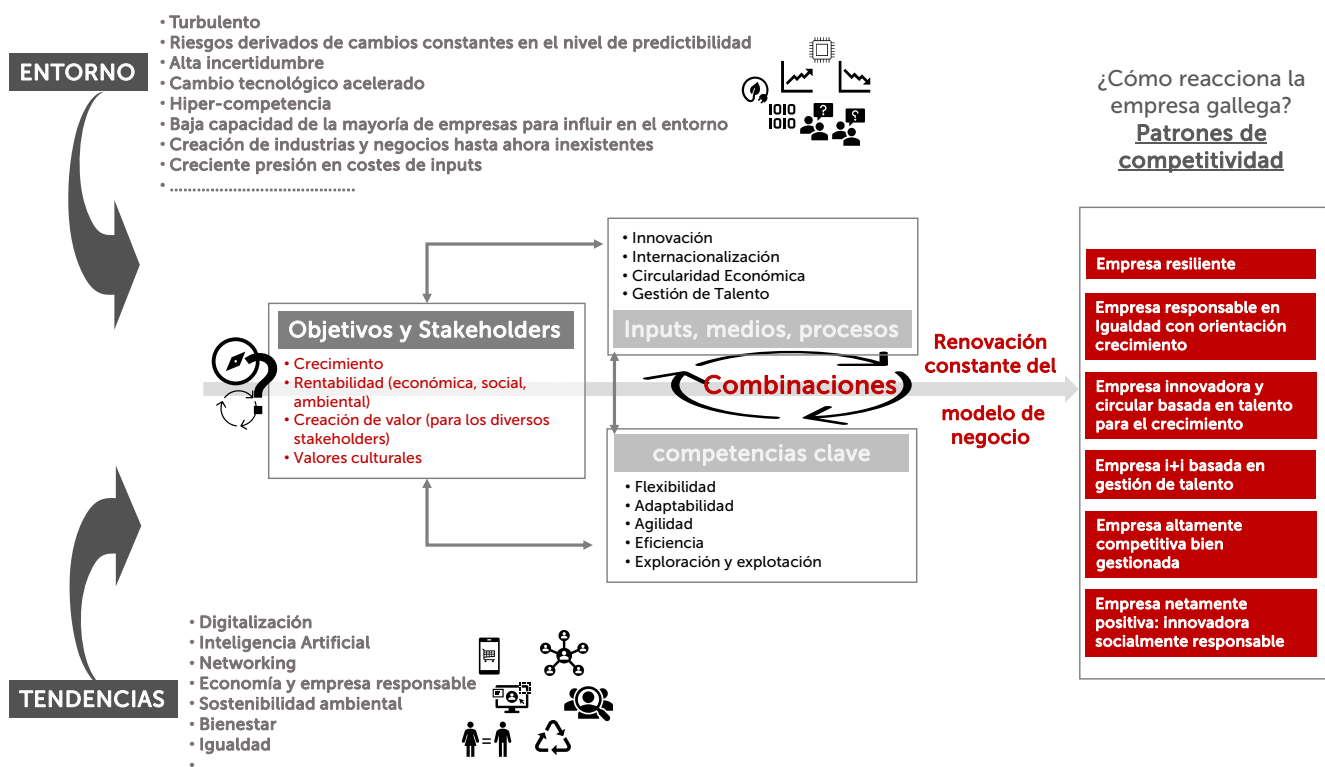 ENTORNO
• Turbulento
• Riesgos derivados de cambios constantes en el nivel de predictibilidad
• Alta incertidumbre
• Cambio tecnológico acelerado
• Hiper-competencia
• Baja capacidad de la mayoría de empresas para influir en el entorno
• Creación de industrias y negocios hasta ahora inexistentes
• Creciente presión en costes de inputs
• ..........................................
1010
1010
?
?
¿Cómo reacciona la
empresa gallega?
Patrones de
competitividad
• Innovación
• Internacionalización
• Circularidad Económica
• Gestión de Talento
Inputs, medios, procesos
Objetivos y Stakeholders
• Crecimiento
• Rentabilidad (económica, social,
ambiental)
• Creación de valor (para los diversos
stakeholders)
• Valores culturales
?
Combinaciones
Renovación
constante del
modelo de
negocio
competencias clave
• Flexibilidad
• Adaptabilidad
• Agilidad
• Eficiencia
• Exploración y explotación
Empresa resiliente
Empresa responsable en
Igualdad con orientación
crecimiento
Empresa innovadora y
circular basada en talento
para el crecimiento
Empresa i+i basada en
gestión de talento
Empresa altamente
competitiva bien
gestionada
Empresa netamente
positiva: innovadora
socialmente responsable
TENDENCIAS
• Digitalización
• Inteligencia Artificial
• Networking
• Economía y empresa responsable
• Sostenibilidad ambiental
• Bienestar
• Igualdad
•
=